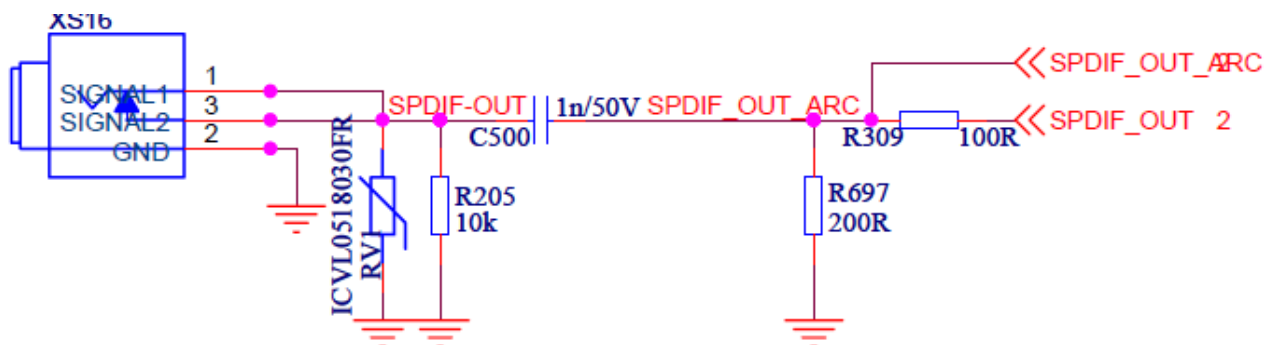 XS16
SIGNAL1
1
SIGNAL2
3
GND
2
SPDIF-OUT
C500
1n/50V
SPDIF_OUT_ARC
SPDIF_OUT_ARC
2
R309
100R
SPDIF_OUT 2
ICVL0518030FR
RV1
R205
10k
R697
200R